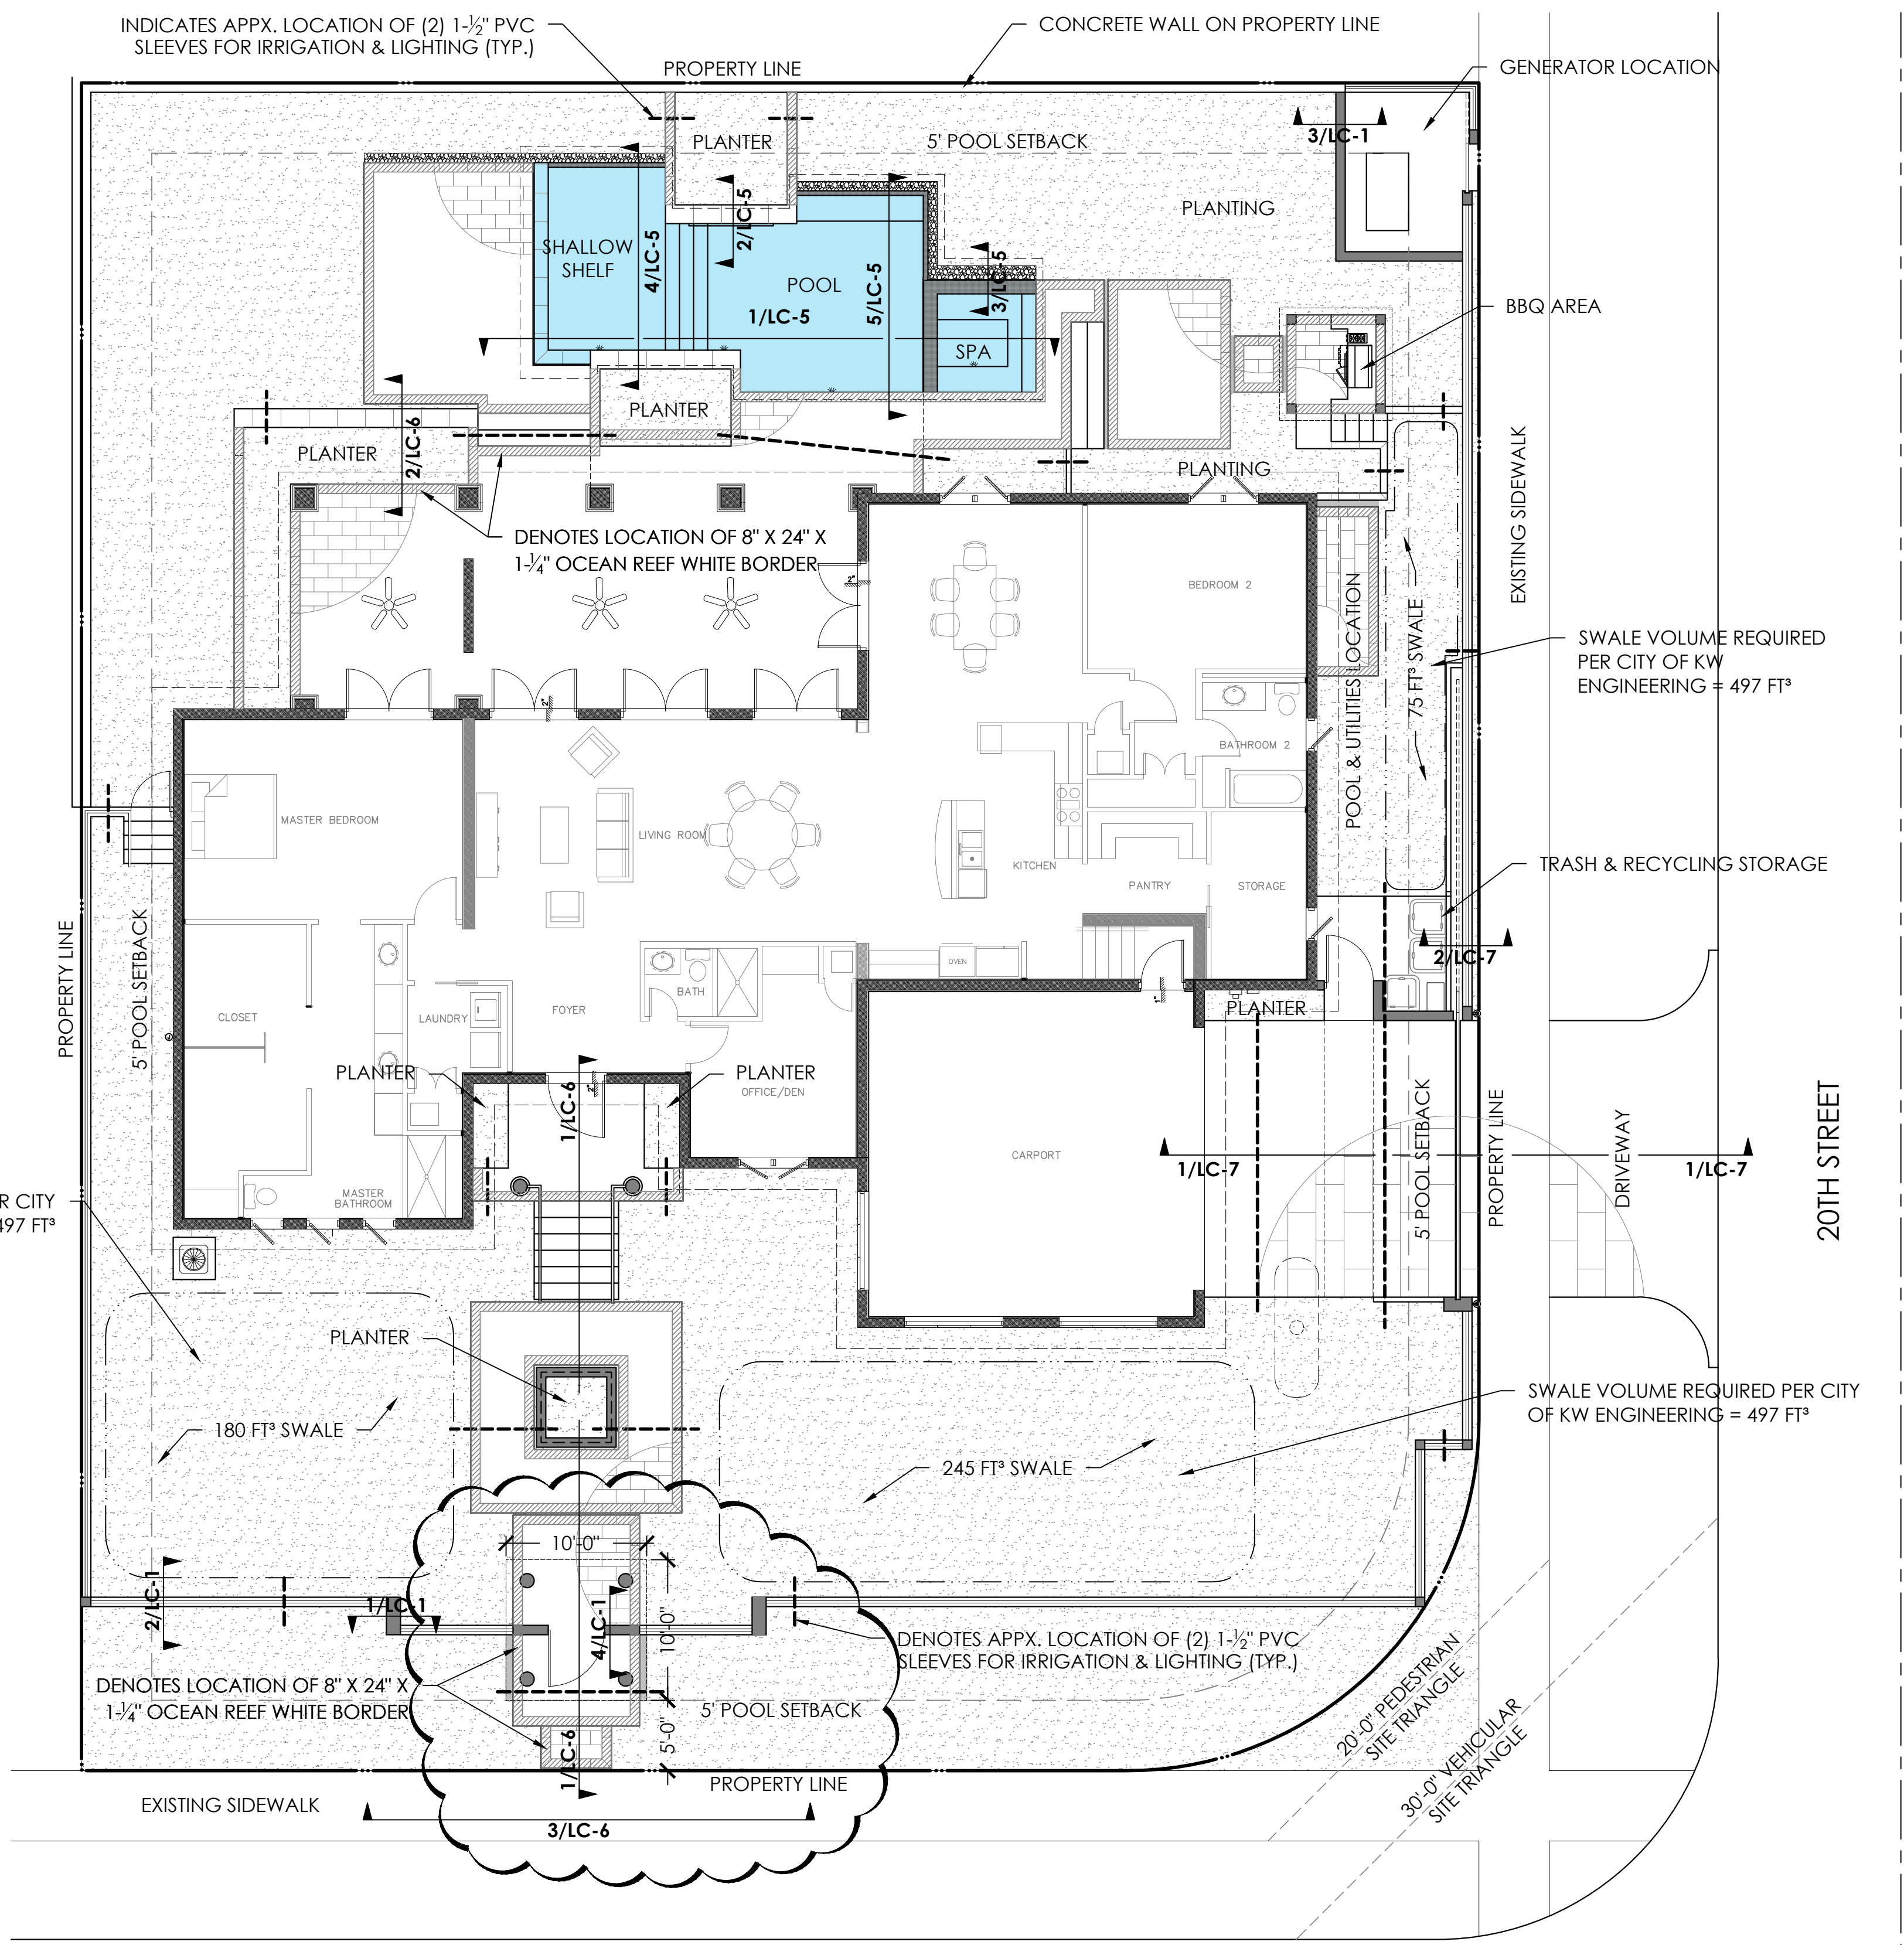 INDICATES APPX. LOCATION OF (2) 1-½" PVC
SLEEVES FOR IRRIGATION & LIGHTING (TYP.)
CONCRETE WALL ON PROPERTY LINE
PROPERTY LINE
GENERATOR LOCATION
3/LC-1
PLANTER
5' POOL SETBACK
2/LC-5
PLANTING
SHALLOW
SHELF
4/LC-5
POOL
1/LC-5
5/LC-5
3/LC-5
SPA
BBQ AREA
PLANTER
PLANTER
2/LC-6
PLANTING
EXISTING SIDEWALK
DENOTES LOCATION OF 8" X 24" X
1-¼" OCEAN REEF WHITE BORDER
2"
BEDROOM 2
POOL & UTILITIES LOCATION
75 FT³ SWALE
SWALE VOLUME REQUIRED
PER CITY OF KW
ENGINEERING = 497 FT³
2"
BATHROOM 2
MASTER BEDROOM
LIVING ROOM
KITCHEN
PANTRY
STORAGE
TRASH & RECYCLING STORAGE
PROPERTY LINE
5' POOL SETBACK
2/LC-7
OVEN
BATH
1"
CLOSET
LAUNDRY
FOYER
PLANTER
PLANTER
PLANTER
2"
OFFICE/DEN
1/LC-6
CARPORT
1/LC-7
5' POOL SETBACK
PROPERTY LINE
DRIVEWAY
1/LC-7
20TH STREET
MASTER
BATHROOM
R CITY
497 FT³
PLANTER
180 FT³ SWALE
245 FT³ SWALE
SWALE VOLUME REQUIRED PER CITY
OF KW ENGINEERING = 497 FT³
10'-0"
2/LC-1
1/LC-1
4/LC-1
10'-0"
DENOTES APPX. LOCATION OF (2) 1-½" PVC
SLEEVES FOR IRRIGATION & LIGHTING (TYP.)
DENOTES LOCATION OF 8" X 24" X
1-¼" OCEAN REEF WHITE BORDER
5' POOL SETBACK
5'-0"
1/LC-6
20'-0" PEDESTRIAN
SITE TRIANGLE
30'-0" VEHICULAR
SITE TRIANGLE
PROPERTY LINE
EXISTING SIDEWALK
3/LC-6